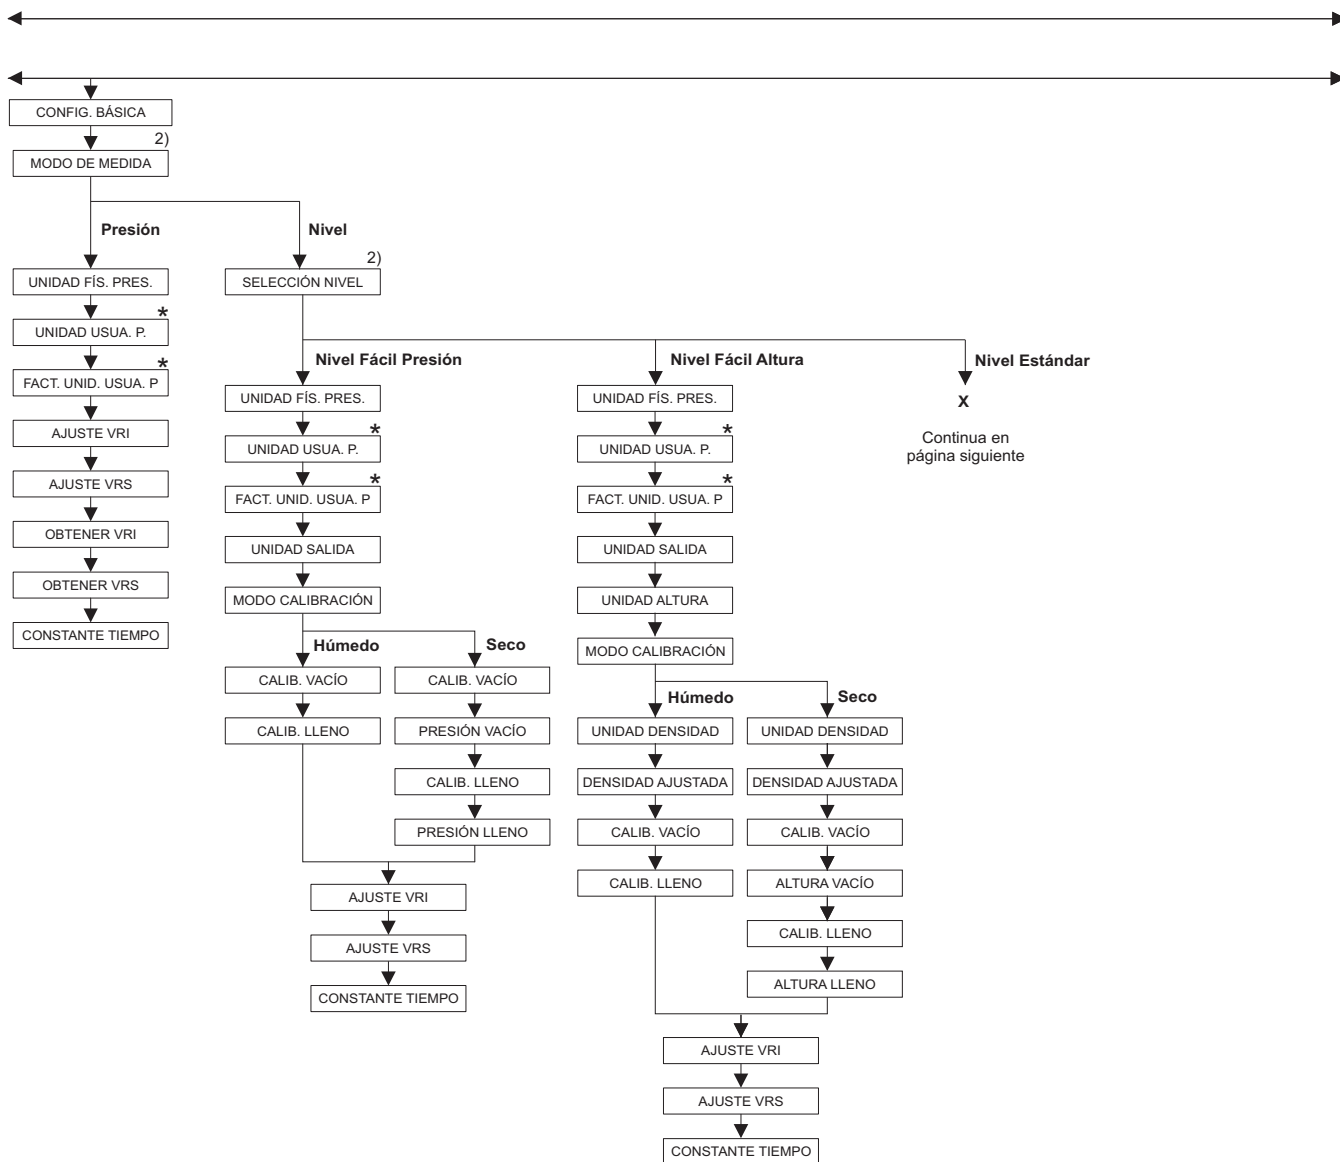 CONFIG. BÁSICA
2)
MODO DE MEDIDA
Presión
Nivel
2)
UNIDAD FÍS. PRES.
SELECCIÓN NIVEL
*
UNIDAD USUA. P.
*
FACT. UNID. USUA. P
AJUSTE VRI
AJUSTE VRS
OBTENER VRI
OBTENER VRS
CONSTANTE TIEMPO
Nivel Fácil Presión
UNIDAD FÍS. PRES.
*
UNIDAD USUA. P.
*
FACT. UNID. USUA. P
UNIDAD SALIDA
MODO CALIBRACIÓN
Húmedo
CALIB. VACÍO
CALIB. LLENO
Seco
CALIB. VACÍO
PRESIÓN VACÍO
CALIB. LLENO
PRESIÓN LLENO
AJUSTE VRI
AJUSTE VRS
CONSTANTE TIEMPO
Nivel Fácil Altura
UNIDAD FÍS. PRES.
*
UNIDAD USUA. P.
*
FACT. UNID. USUA. P
UNIDAD SALIDA
UNIDAD ALTURA
MODO CALIBRACIÓN
Húmedo
UNIDAD DENSIDAD
DENSIDAD AJUSTADA
CALIB. VACÍO
CALIB. LLENO
Seco
UNIDAD DENSIDAD
DENSIDAD AJUSTADA
CALIB. VACÍO
ALTURA VACÍO
CALIB. LLENO
ALTURA LLENO
AJUSTE VRI
AJUSTE VRS
CONSTANTE TIEMPO
Nivel Estándar
X
Continua en
página siguiente